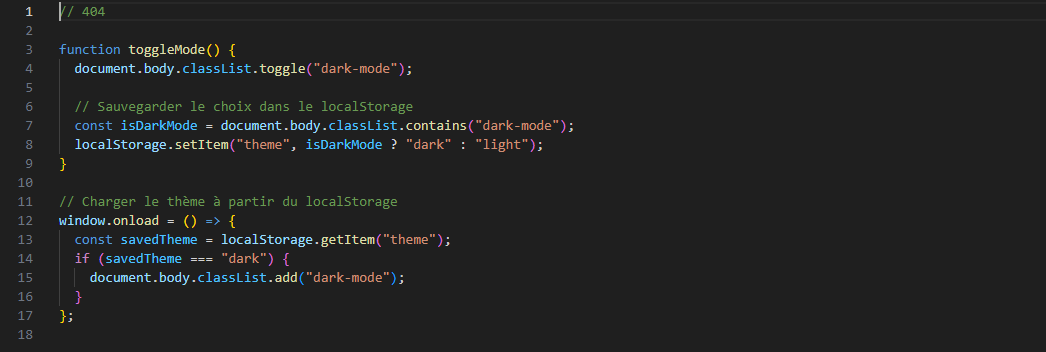 1 // 404
2
3 function toggleMode() {
4 document.body.classList.toggle("dark-mode");
5
6 // Sauvegarder le choix dans le localStorage
7 const isDarkMode = document.body.classList.contains("dark-mode");
8 localStorage.setItem("theme", isDarkMode ? "dark" : "light");
9 }
10
11 // Charger le thème à partir du localStorage
12 window.onload = () => {
13 const savedTheme = localStorage.getItem("theme");
14 if (savedTheme === "dark") {
15 document.body.classList.add("dark-mode");
16 }
17 };
18